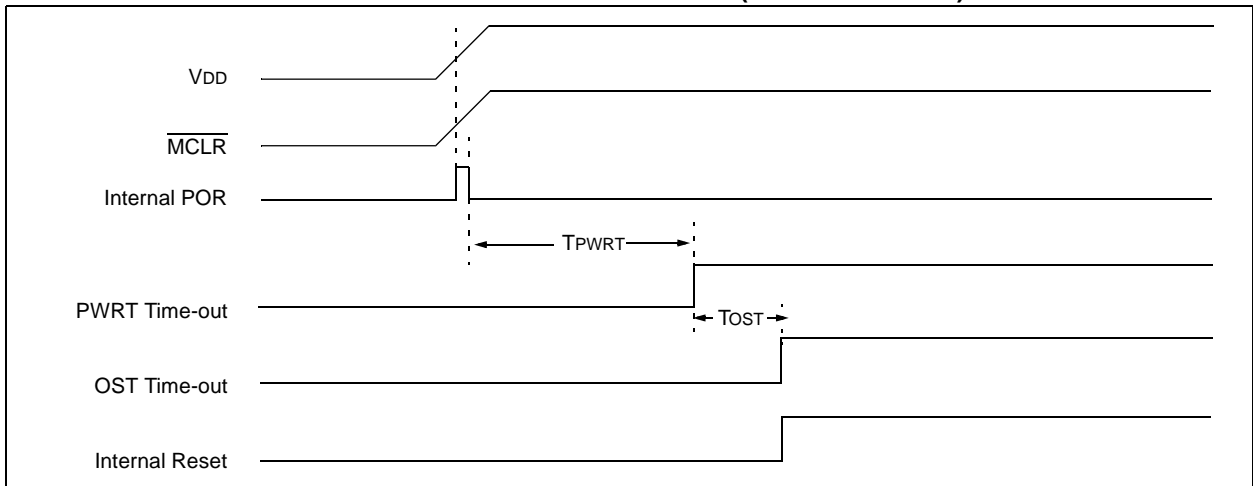 VDD
MCLR
Internal POR
TPWRT
PWRT Time-out
TOST
OST Time-out
Internal Reset